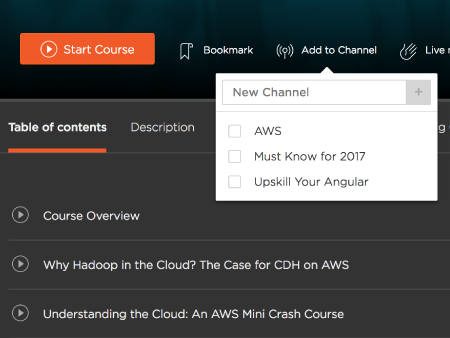 Start Course
Bookmark
Add to Channel
Live
New Channel
+
Table of contents
Description
AWS
Must Know for 2017
Upskill Your Angular
Course Overview
Why Hadoop in the Cloud? The Case for CDH on AWS
Understanding the Cloud: An AWS Mini Crash Course